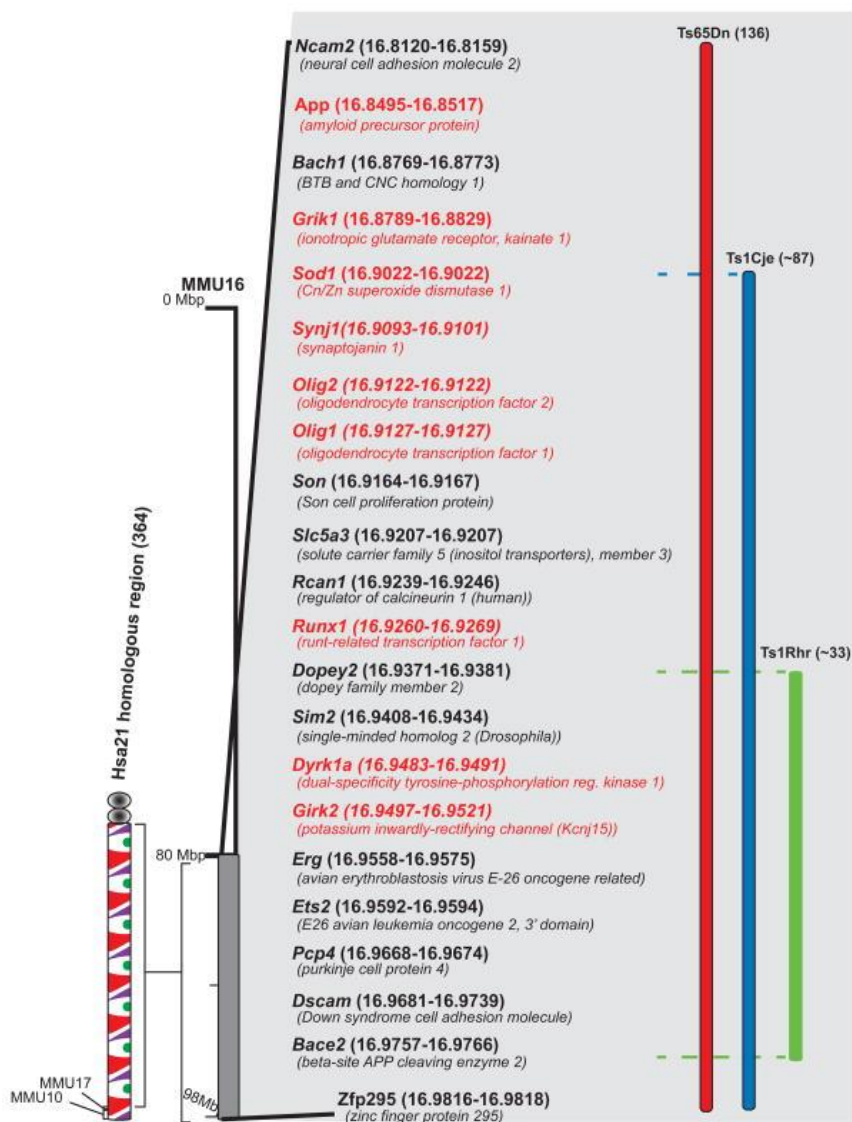 Ts65Dn (136)
Ncam2 (16.8120-16.8159)
(neural cell adhesion molecule 2)
App (16.8495-16.8517)
(amyloid precursor protein)
Bach1 (16.8769-16.8773)
(BTB and CNC homology 1)
Grik1 (16.8789-16.8829)
(ionotropic glutamate receptor, kainate 1)
Ts1Cje (~87)
Sod1 (16.9022-16.9022)
(Cn/Zn superoxide dismutase 1)
MMU16
0 Mbp
Synj1(16.9093-16.9101)
(synaptojanin 1)
Olig2 (16.9122-16.9122)
(oligodendrocyte transcription factor 2)
Olig1 (16.9127-16.9127)
(oligodendrocyte transcription factor 1)
Son (16.9164-16.9167)
(Son cell proliferation protein)
Slc5a3 (16.9207-16.9207)
(solute carrier family 5 (inositol transporters), member 3)
Rcan1 (16.9239-16.9246)
(regulator of calcineurin 1 (human))
Runx1 (16.9260-16.9269)
(runt-related transcription factor 1)
Ts1Rhr (~33)
Dopey2 (16.9371-16.9381)
(dopey family member 2)
Sim2 (16.9408-16.9434)
(single-minded homolog 2 (Drosophila))
Hsa21 homologous region (364)
Dyrk1a (16.9483-16.9491)
(dual-specificity tyrosine-phosphorylation reg. kinase 1)
Girk2 (16.9497-16.9521)
(potassium inwardly-rectifying channel (Kcnj15))
80 Mbp
Erg (16.9558-16.9575)
(avian erythroblastosis virus E-26 oncogene related)
Ets2 (16.9592-16.9594)
(E26 avian leukemia oncogene 2, 3' domain)
Pcp4 (16.9668-16.9674)
(purkinje cell protein 4)
Dscam (16.9681-16.9739)
(Down syndrome cell adhesion molecule)
Bace2 (16.9757-16.9766)
(beta-site APP cleaving enzyme 2)
MMU17
MMU10
98Mb
Zfp295 (16.9816-16.9818)
(zinc finger protein 295)